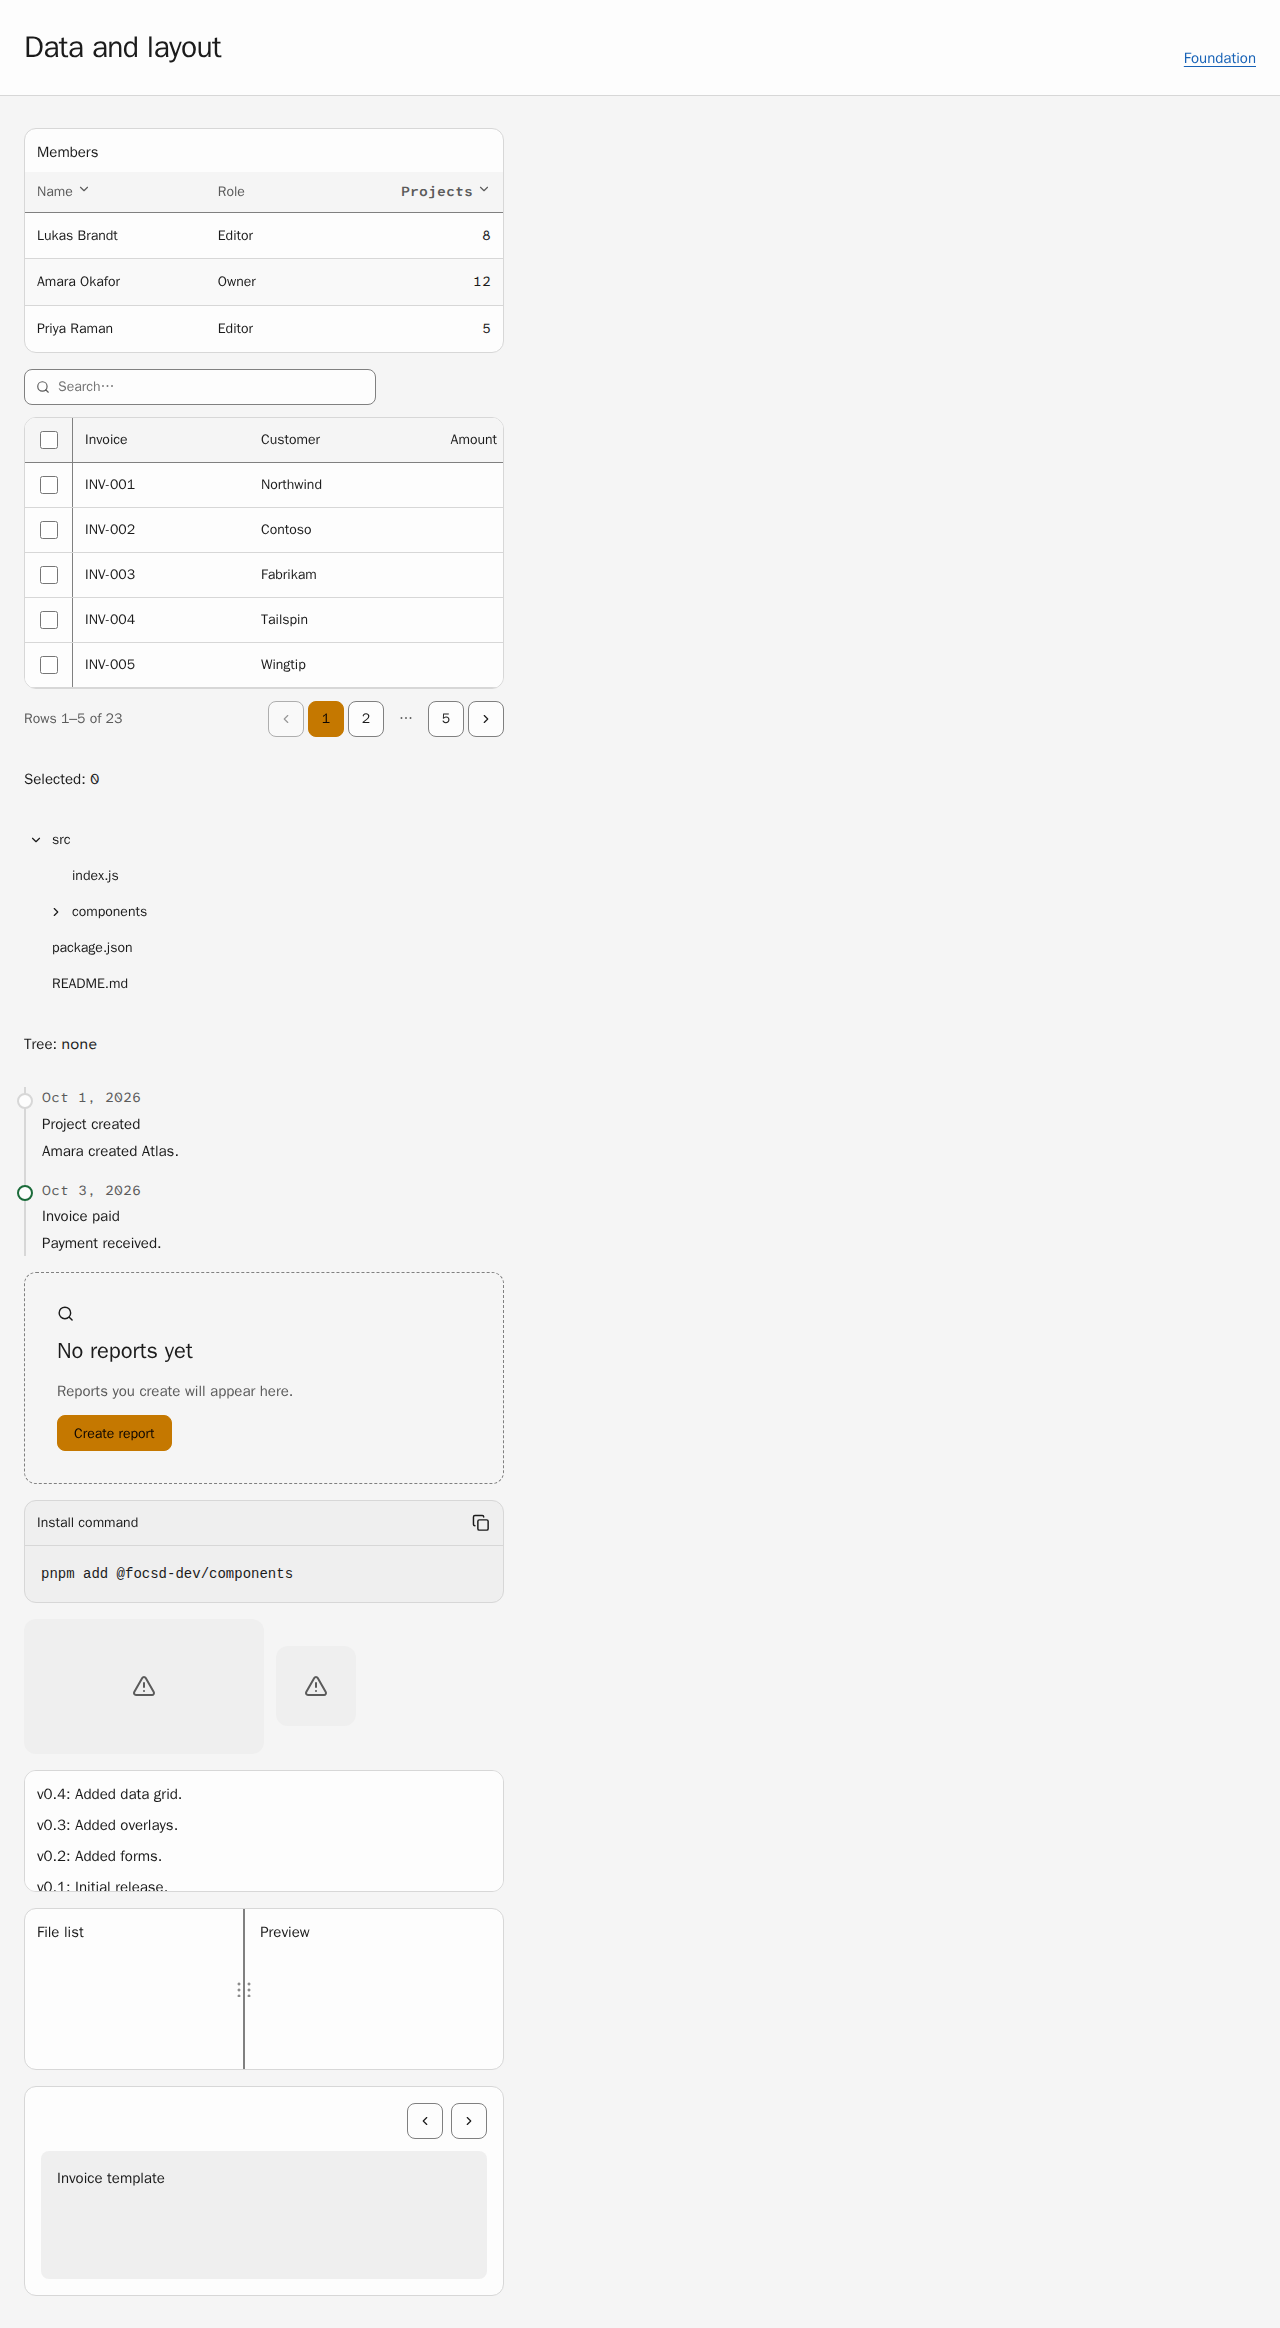 Data and layout
Foundation
Members
Name Role Projects
Lukas Brandt Editor 8
Amara Okafor Owner 12
Priya Raman Editor 5
Search…
Invoice Customer Amount
INV-001 Northwind
INV-002 Contoso
INV-003 Fabrikam
INV-004 Tailspin
INV-005 Wingtip
Rows 1–5 of 23 1 2 … 5
Selected: 0
src
index.js
components
package.json
README.md
Tree: none
Oct 1, 2026
Project created
Amara created Atlas.
Oct 3, 2026
Invoice paid
Payment received.
No reports yet
Reports you create will appear here.
Create report
Install command
pnpm add @focsd-dev/components
v0.4: Added data grid.
v0.3: Added overlays.
v0.2: Added forms.
v0.1: Initial release.
File list Preview
Invoice template